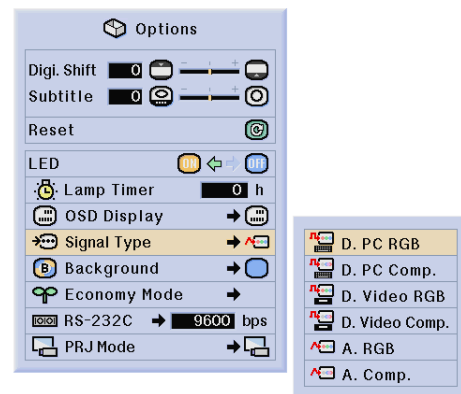 Options
Digi. Shift 0
Subtitle 0
Reset
LED ON OFF
Lamp Timer 0 h
OSD Display
Signal Type
B Background
Economy Mode
RS-232C 9600 bps
PRJ Mode
D. PC RGB
D. PC Comp.
D. Video RGB
D. Video Comp.
A. RGB
A. Comp.